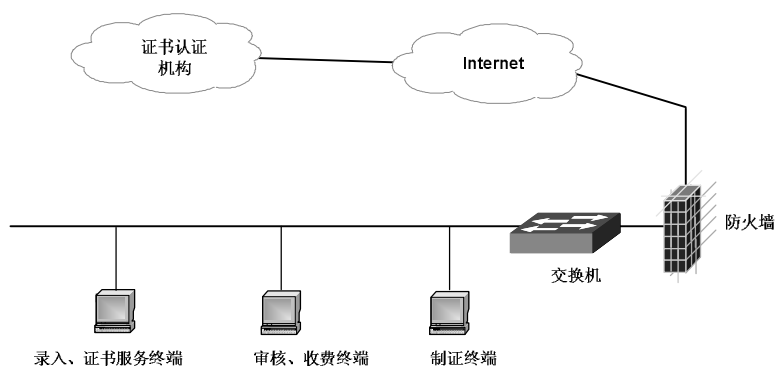 证书认证
机构
Internet
防火墙
交换机
录入、证书服务终端
审核、收费终端
制证终端